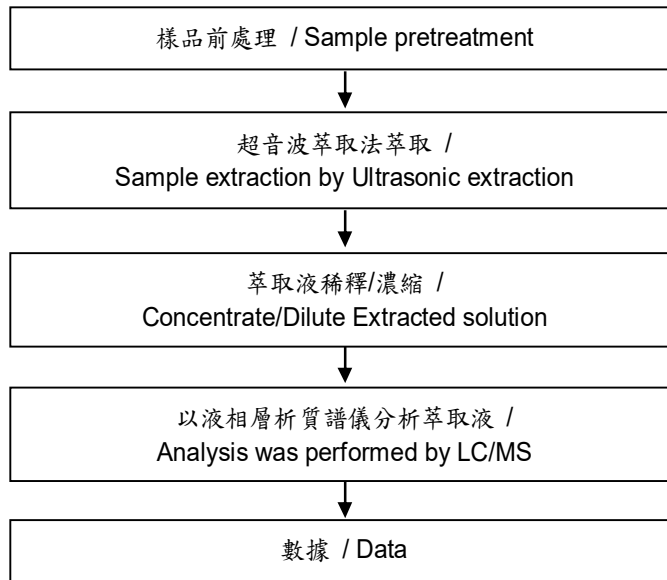 樣品前處理 / Sample pretreatment
超音波萃取法萃取 /
Sample extraction by Ultrasonic extraction
萃取液稀釋/濃縮 /
Concentrate/Dilute Extracted solution
以液相層析質譜儀分析萃取液 /
Analysis was performed by LC/MS
數據 / Data